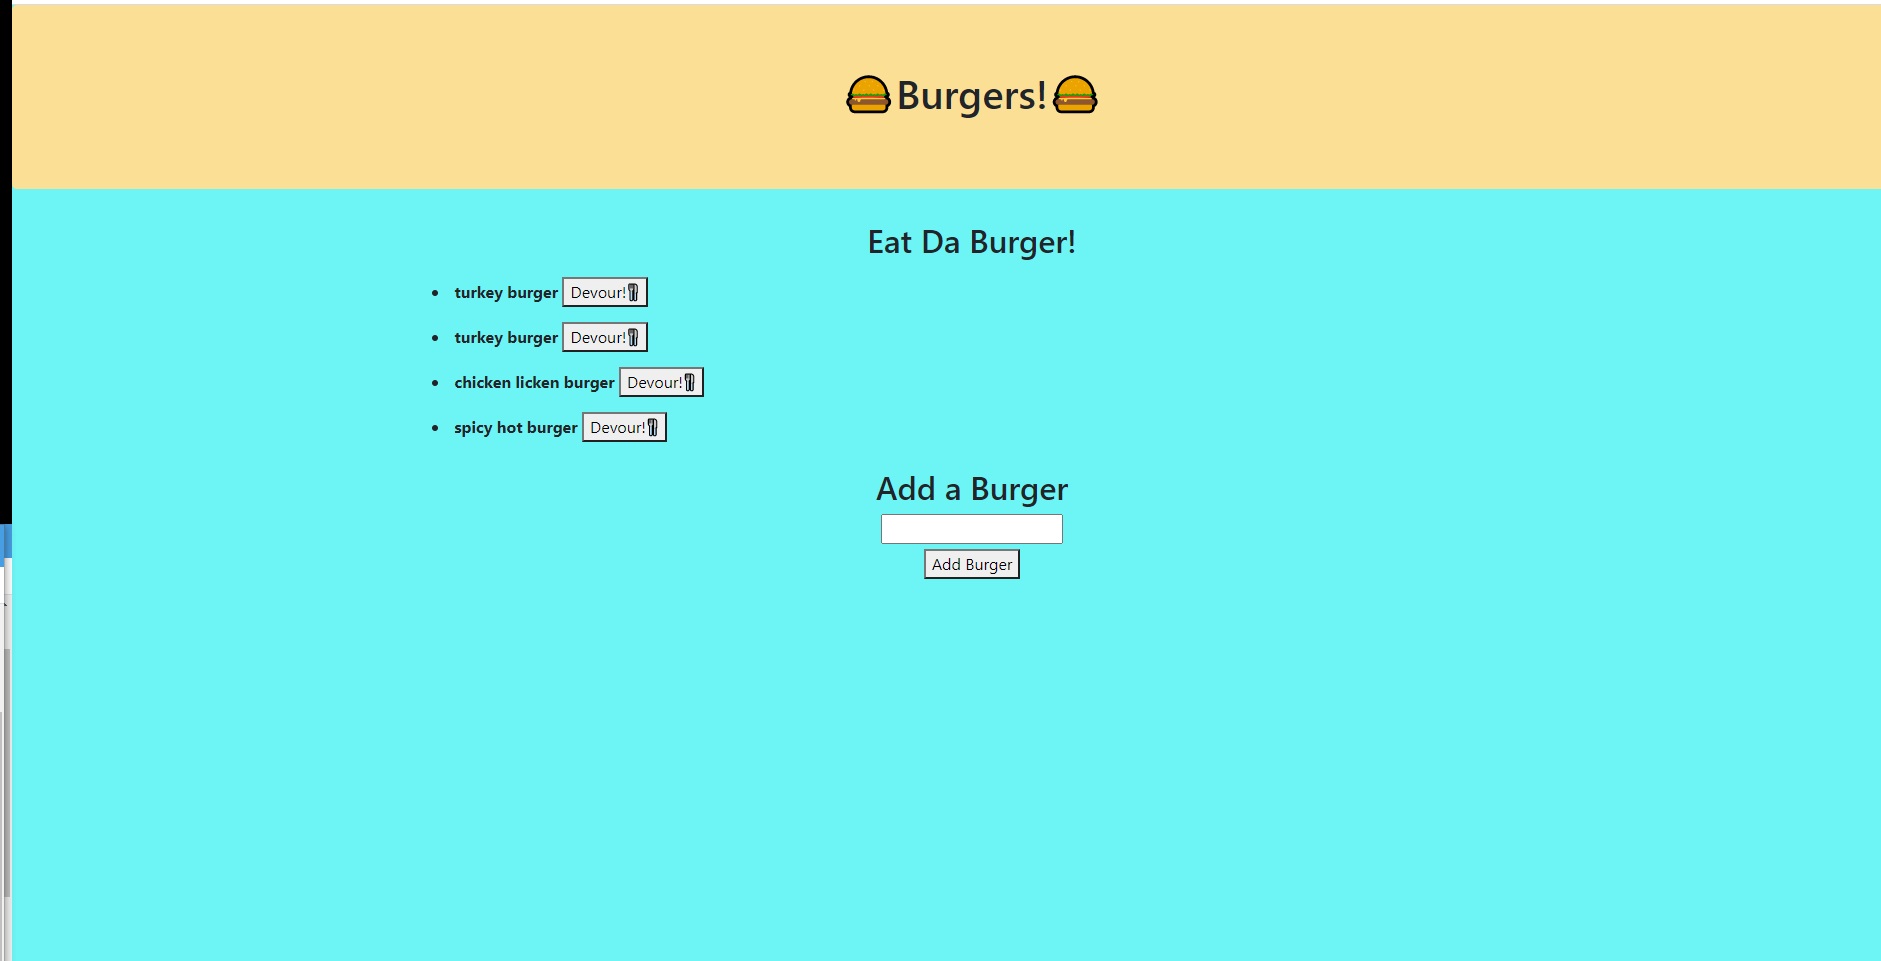 🍔Burgers!🍔
Eat Da Burger!
• turkey burger Devour!🍴
• turkey burger Devour!🍴
• chicken licken burger Devour!🍴
• spicy hot burger Devour!🍴
Add a Burger
Add Burger